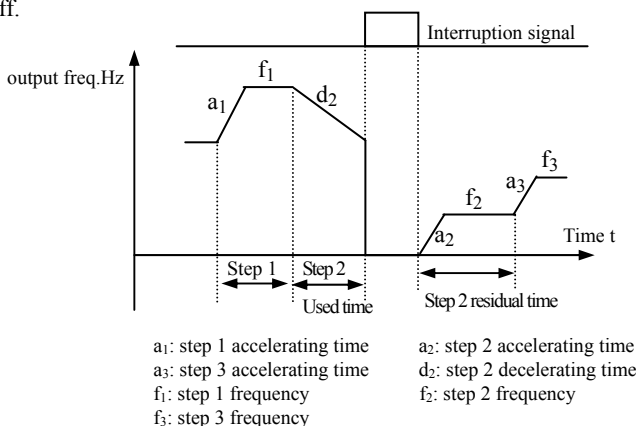 ff.
Interruption signal
output freq.Hz
f₁
a₁
d₂
f₃
a₃
f₂
a₂
Time t
Step 1
Step 2
Used time
Step 2 residual time
a₁: step 1 accelerating time
a₂: step 2 accelerating time
a₃: step 3 accelerating time
d₂: step 2 decelerating time
f₁: step 1 frequency
f₂: step 2 frequency
f₃: step 3 frequency